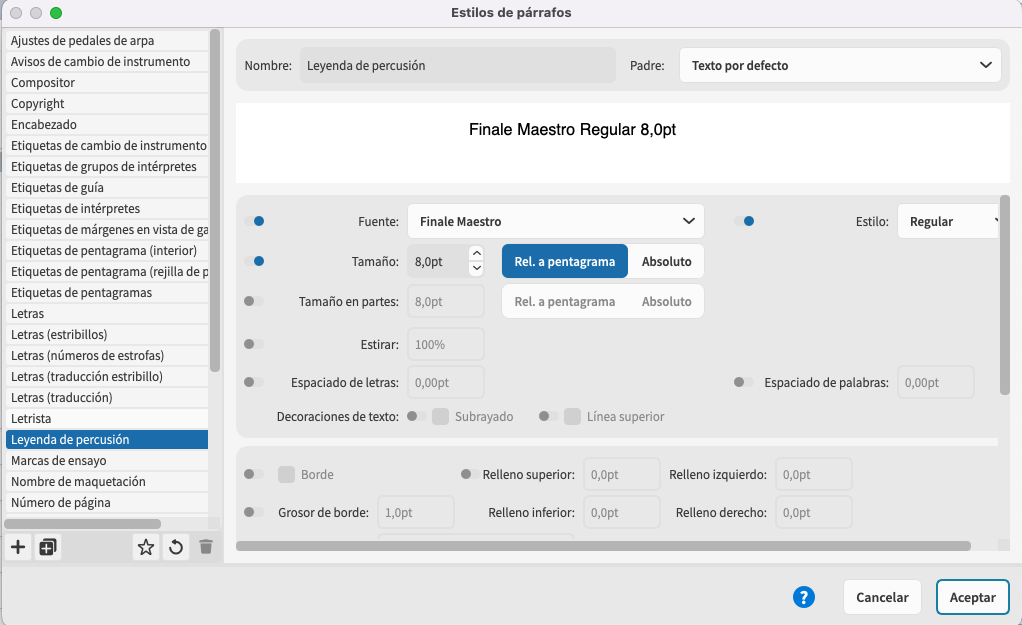 Estilos de párrafos
Ajustes de pedales de arpa
Avisos de cambio de instrumento
Compositor
Copyright
Encabezado
Etiquetas de cambio de instrumento
Etiquetas de grupos de intérpretes
Etiquetas de guía
Etiquetas de intérpretes
Etiquetas de márgenes en vista de ga
Etiquetas de pentagrama (interior)
Etiquetas de pentagrama (rejilla de p
Etiquetas de pentagramas
Letras
Letras (estribillos)
Letras (números de estrofas)
Letras (traducción estribillo)
Letras (traducción)
Letrista
Leyenda de percusión
Marcas de ensayo
Nombre de maquetación
Número de página
Nombre: Leyenda de percusión Padre: Texto por defecto
Finale Maestro Regular 8,0pt
Fuente: Finale Maestro Estilo: Regular
Tamaño: 8,0pt Rel. a pentagrama Absoluto
Tamaño en partes: 8,0pt Rel. a pentagrama Absoluto
Estirar: 100%
Espaciado de letras: 0,00pt Espaciado de palabras: 0,00pt
Decoraciones de texto: Subrayado Línea superior
Borde Relleno superior: 0,0pt Relleno izquierdo: 0,0pt
Grosor de borde: 1,0pt Relleno inferior: 0,0pt Relleno derecho: 0,0pt
? Cancelar Aceptar